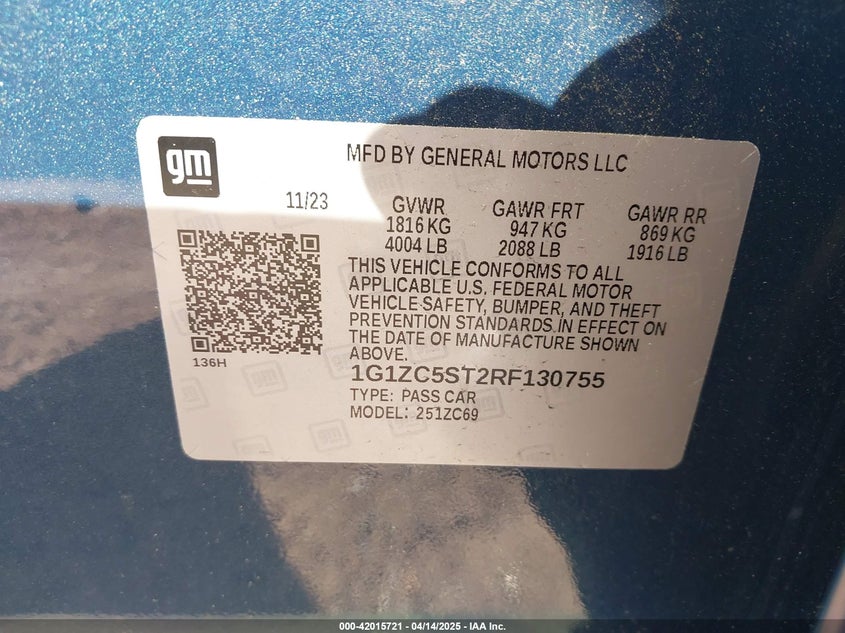 gm
MFD BY GENERAL MOTORS LLC
11/23
GVWR
1816 KG
4004 LB
GAWR FRT
947 KG
2088 LB
GAWR RR
869 KG
1916 LB
THIS VEHICLE CONFORMS TO ALL
APPLICABLE U.S. FEDERAL MOTOR
VEHICLE SAFETY, BUMPER, AND THEFT
PREVENTION STANDARDS IN EFFECT ON
THE DATE OF MANUFACTURE SHOWN
ABOVE.
136H
1G1ZC5ST2RF130755
TYPE: PASS CAR
MODEL: 251ZC69
000-42015721 - 04/14/2025 - IAA Inc.